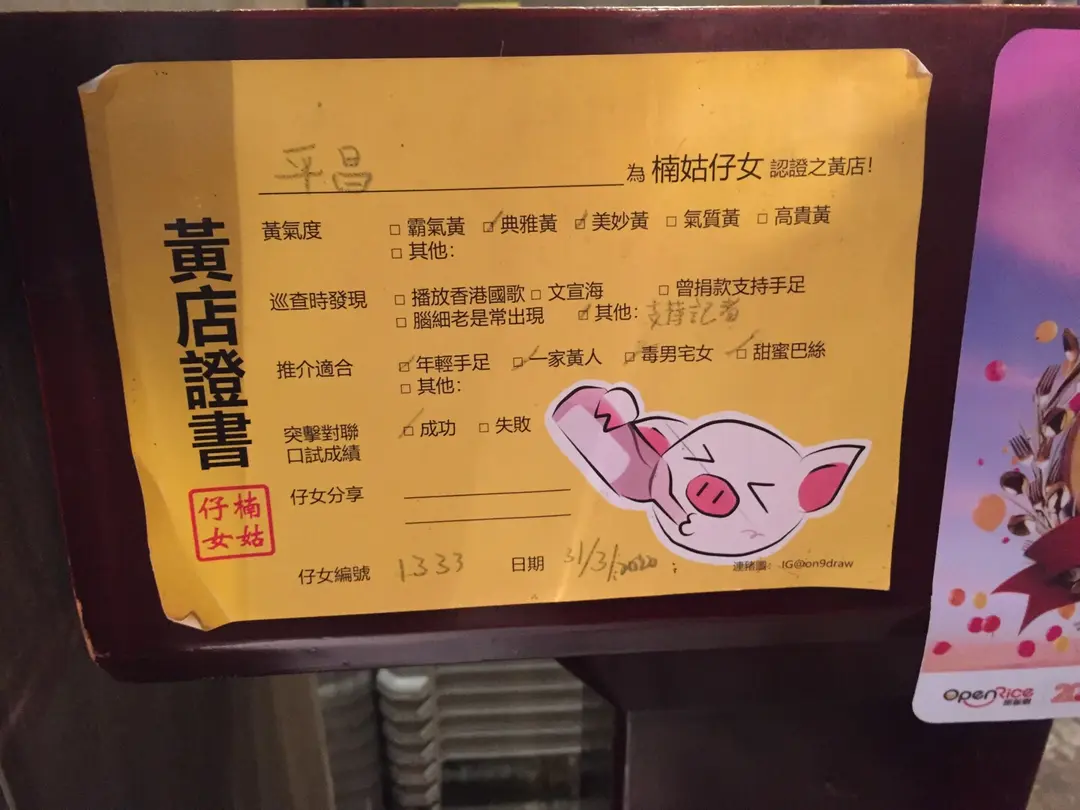 平昌 為 楠姑仔女 認證之黃店!
黃店證書
仔楠
女姑
黃氣度 □ 霸氣黃 ☑ 典雅黃 ☑ 美妙黃 □ 氣質黃 □ 高貴黃
□ 其他:
巡查時發現 □ 播放香港國歌 □ 文宣海 □ 曾捐款支持手足
□ 腦細老是常出現 ☑ 其他: 支持記者
推介適合 ☑ 年輕手足 ☑ 一家黃人 ☑ 毒男宅女 ☑ 甜蜜巴絲
□ 其他:
突擊對聯 ☑ 成功 □ 失敗
口試成績
仔女分享
仔女編號 1333 日期 31/3/2020
連豬圖: IG@on9draw
OpenRice